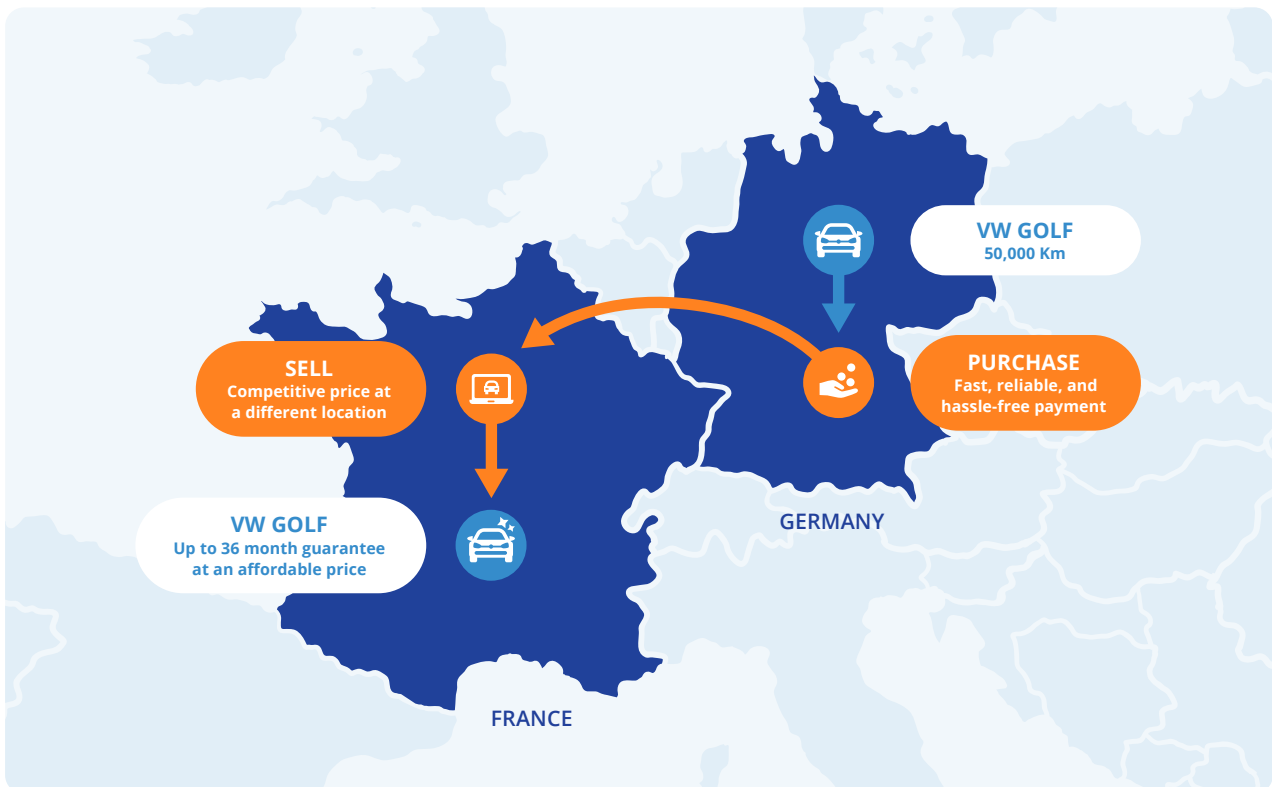 VW GOLF
50,000 Km
PURCHASE
Fast, reliable, and
hassle-free payment
SELL
Competitive price at
a different location
VW GOLF
Up to 36 month guarantee
at an affordable price
GERMANY
FRANCE